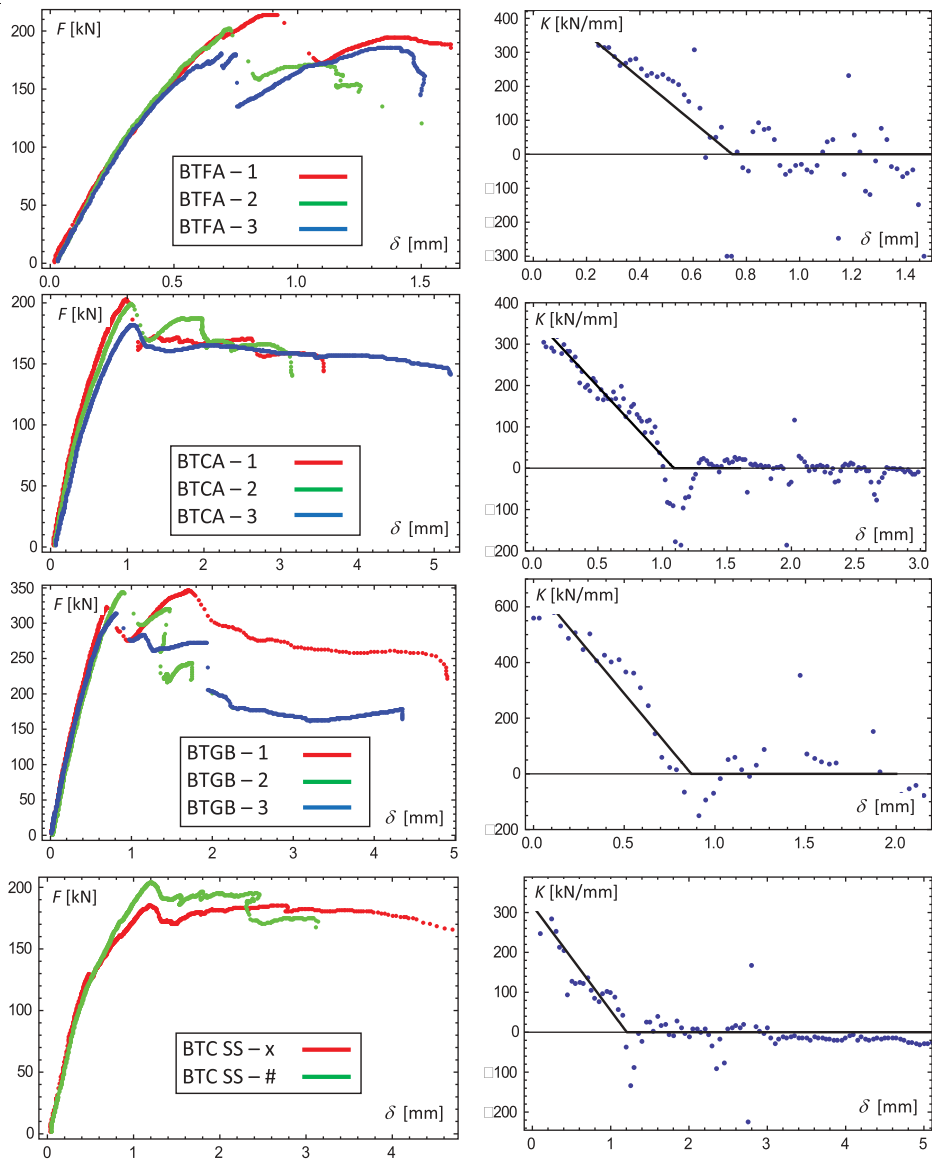 F [kN]
200
150
100
50
0
BTFA – 1
BTFA – 2
BTFA – 3
δ [mm]
0.0 0.5 1.0 1.5
K [kN/mm]
400
300
200
100
0
□100
□200
□300
δ [mm]
0.0 0.2 0.4 0.6 0.8 1.0 1.2 1.4
F [kN]
200
150
100
50
0
BTCA – 1
BTCA – 2
BTCA – 3
δ [mm]
0 1 2 3 4 5
K [kN/mm]
400
300
200
100
0
□100
□200
δ [mm]
0.0 0.5 1.0 1.5 2.0 2.5 3.0
F [kN]
350
300
250
200
150
100
50
0
BTGB – 1
BTGB – 2
BTGB – 3
δ [mm]
0 1 2 3 4 5
K [kN/mm]
600
400
200
0
□200
δ [mm]
0.0 0.5 1.0 1.5 2.0
F [kN]
200
150
100
50
0
BTC SS – x
BTC SS – #
δ [mm]
0 1 2 3 4
K [kN/mm]
300
200
100
0
□100
□200
δ [mm]
0 1 2 3 4 5